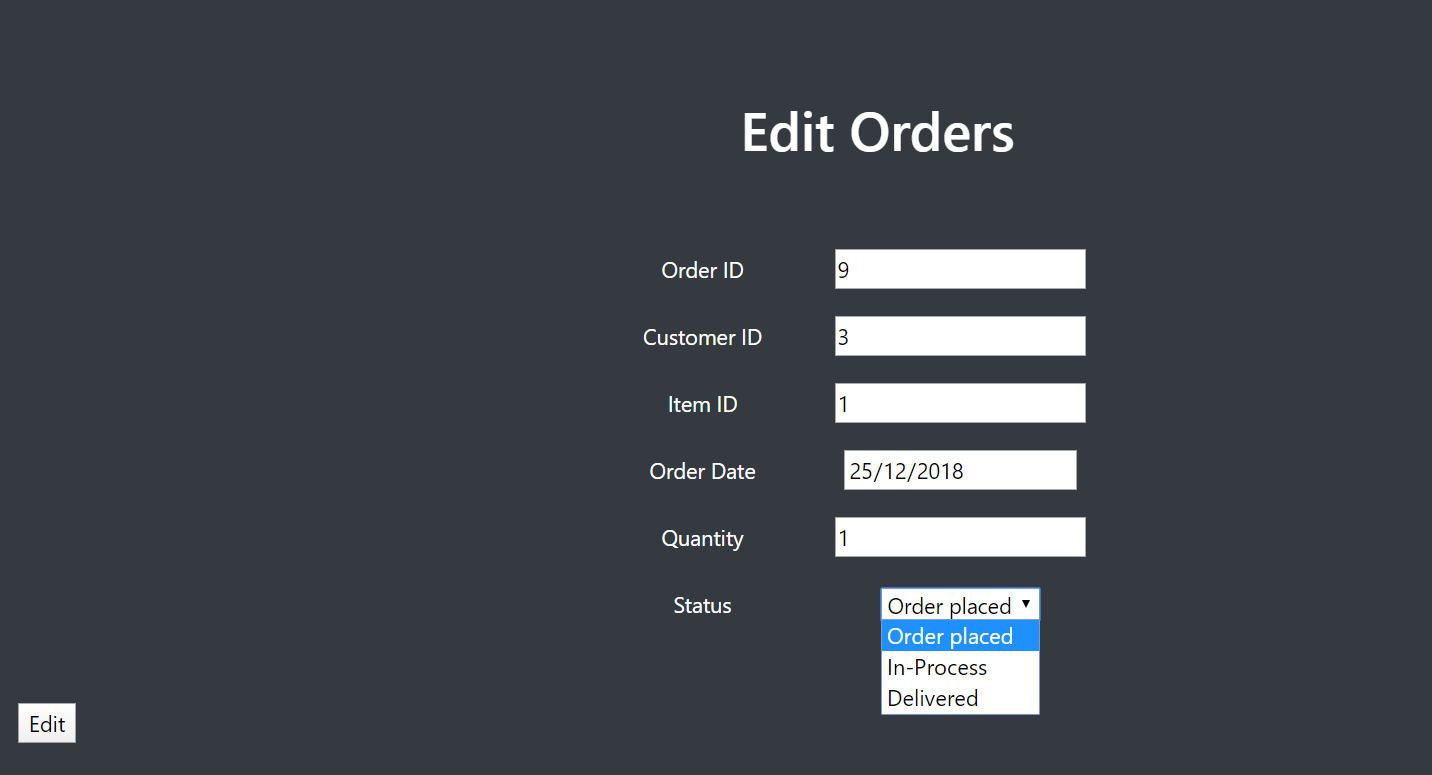 Edit Orders
Order ID 9
Customer ID 3
Item ID 1
Order Date 25/12/2018
Quantity 1
Status Order placed
Order placed
In-Process
Delivered
Edit